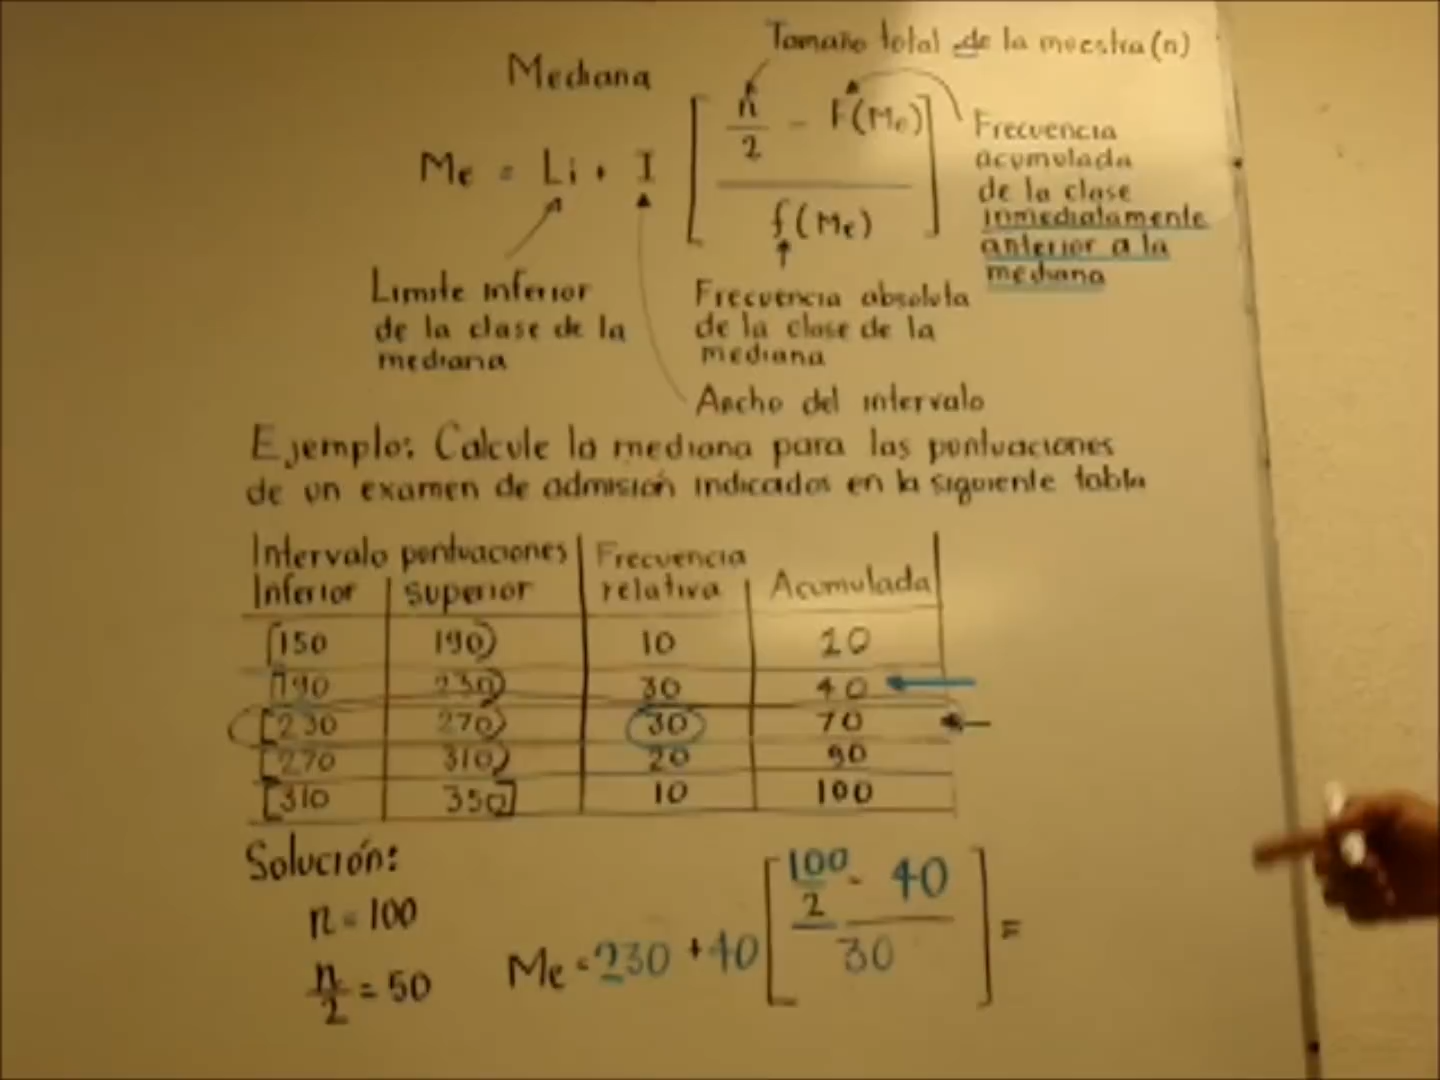 Tamaño total de la muestra (n)
Mediana
Me = Li + I [ n/2 - F(Me) / f(Me) ]
Frecuencia
acumulada
de la clase
inmediatamente
anterior a la
mediana
Limite inferior
de la clase de la
mediana
Frecuencia absoluta
de la clase de la
mediana
Ancho del intervalo
Ejemplo: Calcule la mediana para las puntuaciones
de un examen de admisión indicados en la siguiente tabla
Intervalo puntuaciones Frecuencia
Inferior superior relativa Acumulada
[150 190) 10 20
[190 230) 30 40
[230 270) 30 70
[270 310) 20 90
[310 350] 10 100
Solución:
n = 100
n/2 = 50
Me = 230 + 40 [ 100/2 - 40 / 30 ] =